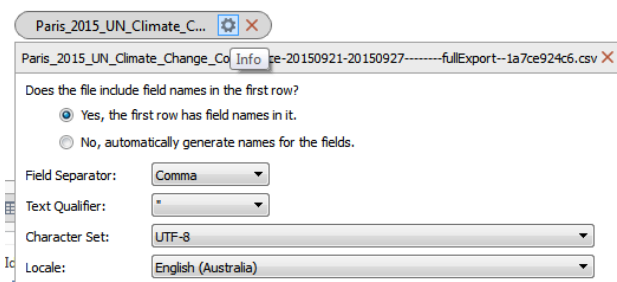 Paris_2015_UN_Climate_C...
Paris_2015_UN_Climate_Change_Co
Info
ce-20150921-20150927--------fullExport--1a7ce924c6.csv
Does the file include field names in the first row?
Yes, the first row has field names in it.
No, automatically generate names for the fields.
Field Separator: Comma
Text Qualifier: "
Character Set: UTF-8
Locale: English (Australia)